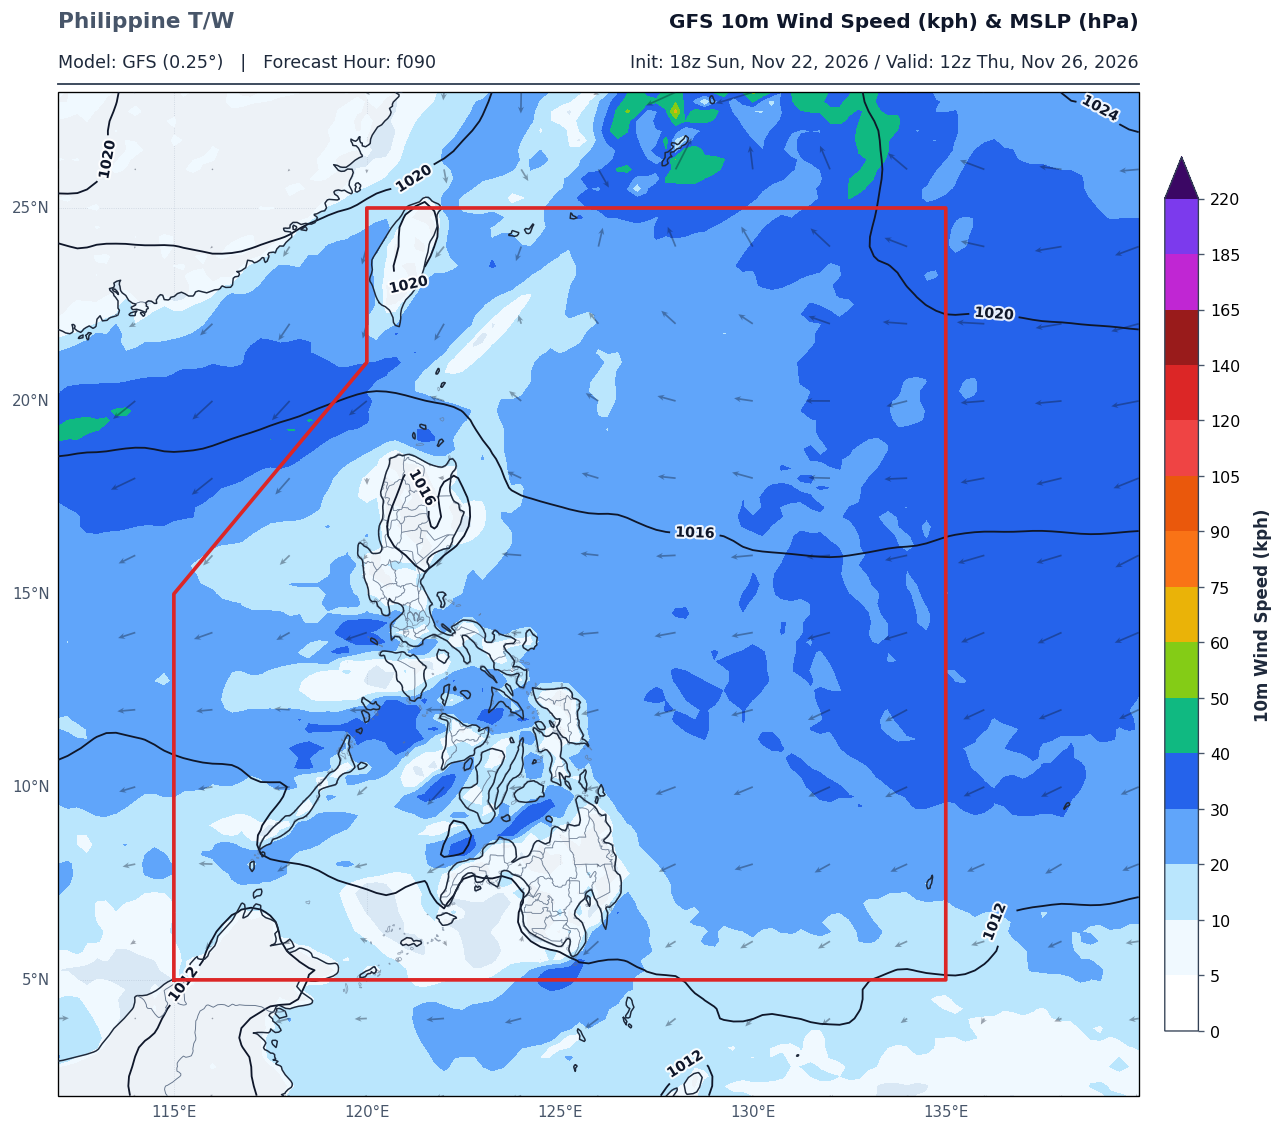 Philippine T/W
GFS 10m Wind Speed (kph) & MSLP (hPa)
Model: GFS (0.25°)   |   Forecast Hour: f090
Init: 18z Sun, Nov 22, 2026 / Valid: 12z Thu, Nov 26, 2026
1024
1020
1020
1020
1020
1016
1016
1012
1012
1012
25°N
20°N
15°N
10°N
5°N
115°E
120°E
125°E
130°E
135°E
220
185
165
140
120
105
90
75
60
50
40
30
20
10
5
0
10m Wind Speed (kph)